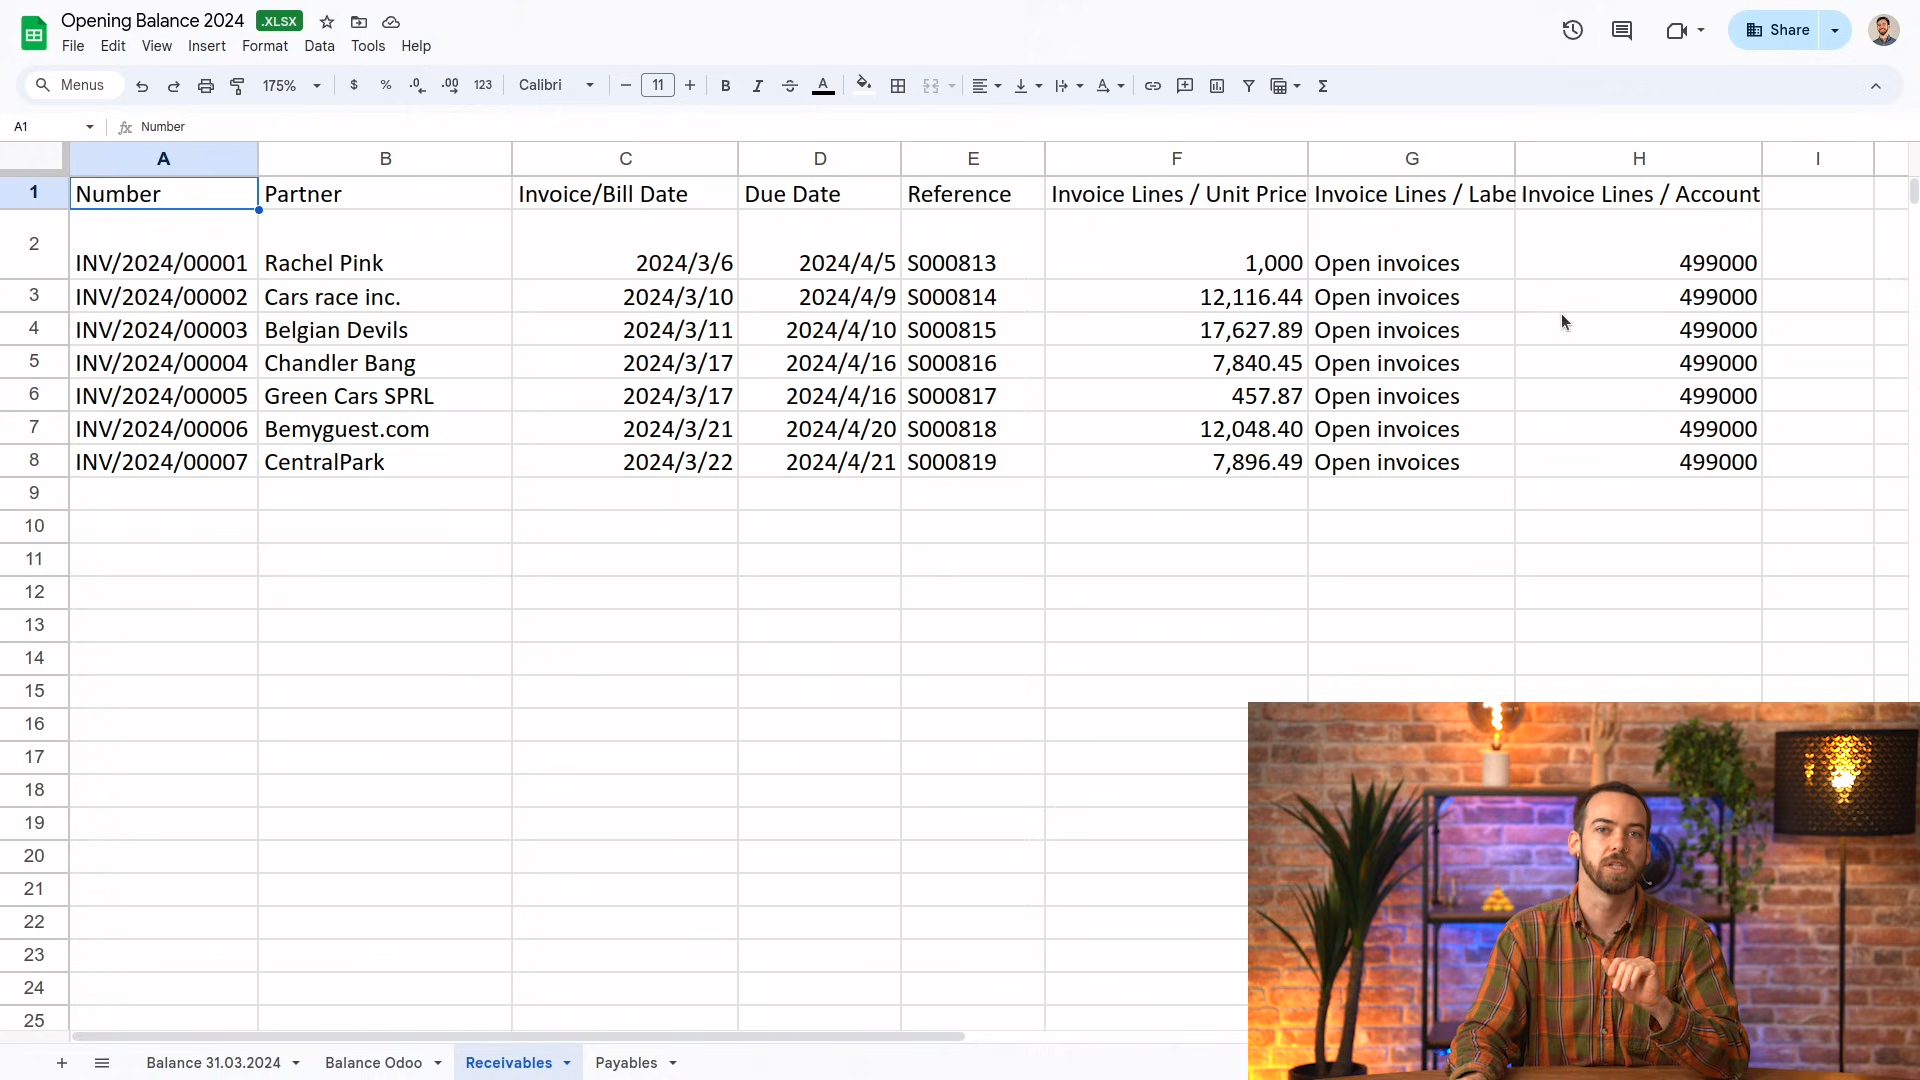 Opening Balance 2024 .XLSX
File Edit View Insert Format Data Tools Help
Share
Menus 175% $ % .0 .00 123 Calibri 11 B I A Σ
A1 fx Number
A B C D E F G H I
1 Number Partner Invoice/Bill Date Due Date Reference Invoice Lines / Unit Price Invoice Lines / Labe Invoice Lines / Account
2 INV/2024/00001 Rachel Pink 2024/3/6 2024/4/5 S000813 1,000 Open invoices 499000
3 INV/2024/00002 Cars race inc. 2024/3/10 2024/4/9 S000814 12,116.44 Open invoices 499000
4 INV/2024/00003 Belgian Devils 2024/3/11 2024/4/10 S000815 17,627.89 Open invoices 499000
5 INV/2024/00004 Chandler Bang 2024/3/17 2024/4/16 S000816 7,840.45 Open invoices 499000
6 INV/2024/00005 Green Cars SPRL 2024/3/17 2024/4/16 S000817 457.87 Open invoices 499000
7 INV/2024/00006 Bemyguest.com 2024/3/21 2024/4/20 S000818 12,048.40 Open invoices 499000
8 INV/2024/00007 CentralPark 2024/3/22 2024/4/21 S000819 7,896.49 Open invoices 499000
9
10
11
12
13
14
15
16
17
18
19
20
21
22
23
24
25
Balance 31.03.2024 Balance Odoo Receivables Payables